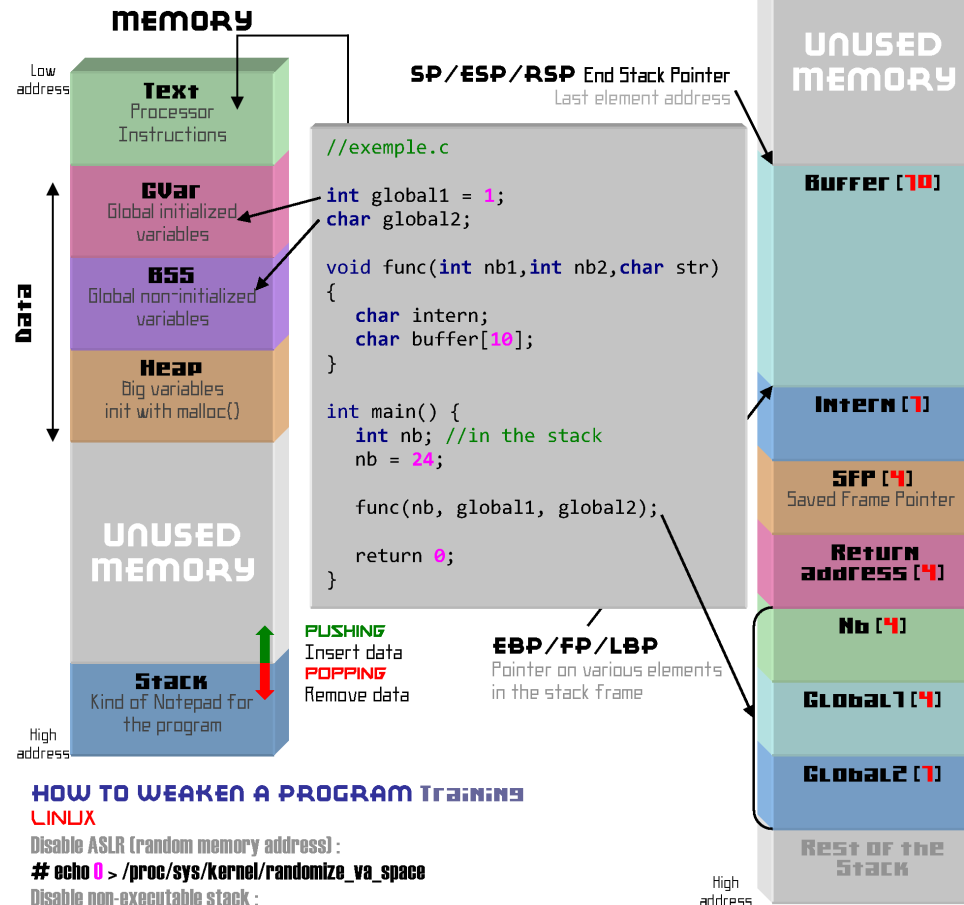 MEMORY
Low
address
Text
Processor
Instructions
GVar
Global initialized
variables
BSS
Global non-initialized
variables
Data
Heap
Big variables
init with malloc()
UNUSED
MEMORY
Stack
Kind of Notepad for
the program
High
address
PUSHING
Insert data
POPPING
Remove data
SP/ESP/RSP End Stack Pointer
Last element address
//exemple.c
int global1 = 1;
char global2;
void func(int nb1,int nb2,char str)
{
char intern;
char buffer[10];
}
int main() {
int nb; //in the stack
nb = 24;
func(nb, global1, global2);
return 0;
}
EBP/FP/LBP
Pointer on various elements
in the stack frame
UNUSED
MEMORY
Buffer [10]
Intern [1]
SFP [4]
Saved Frame Pointer
Return
address [4]
Nb [4]
Global1 [4]
Global2 [1]
Rest of the
Stack
High
address
HOW TO WEAKEN A PROGRAM Training
LINUX
Disable ASLR (random memory address) :
# echo 0 > /proc/sys/kernel/randomize_va_space
Disable non-executable stack :